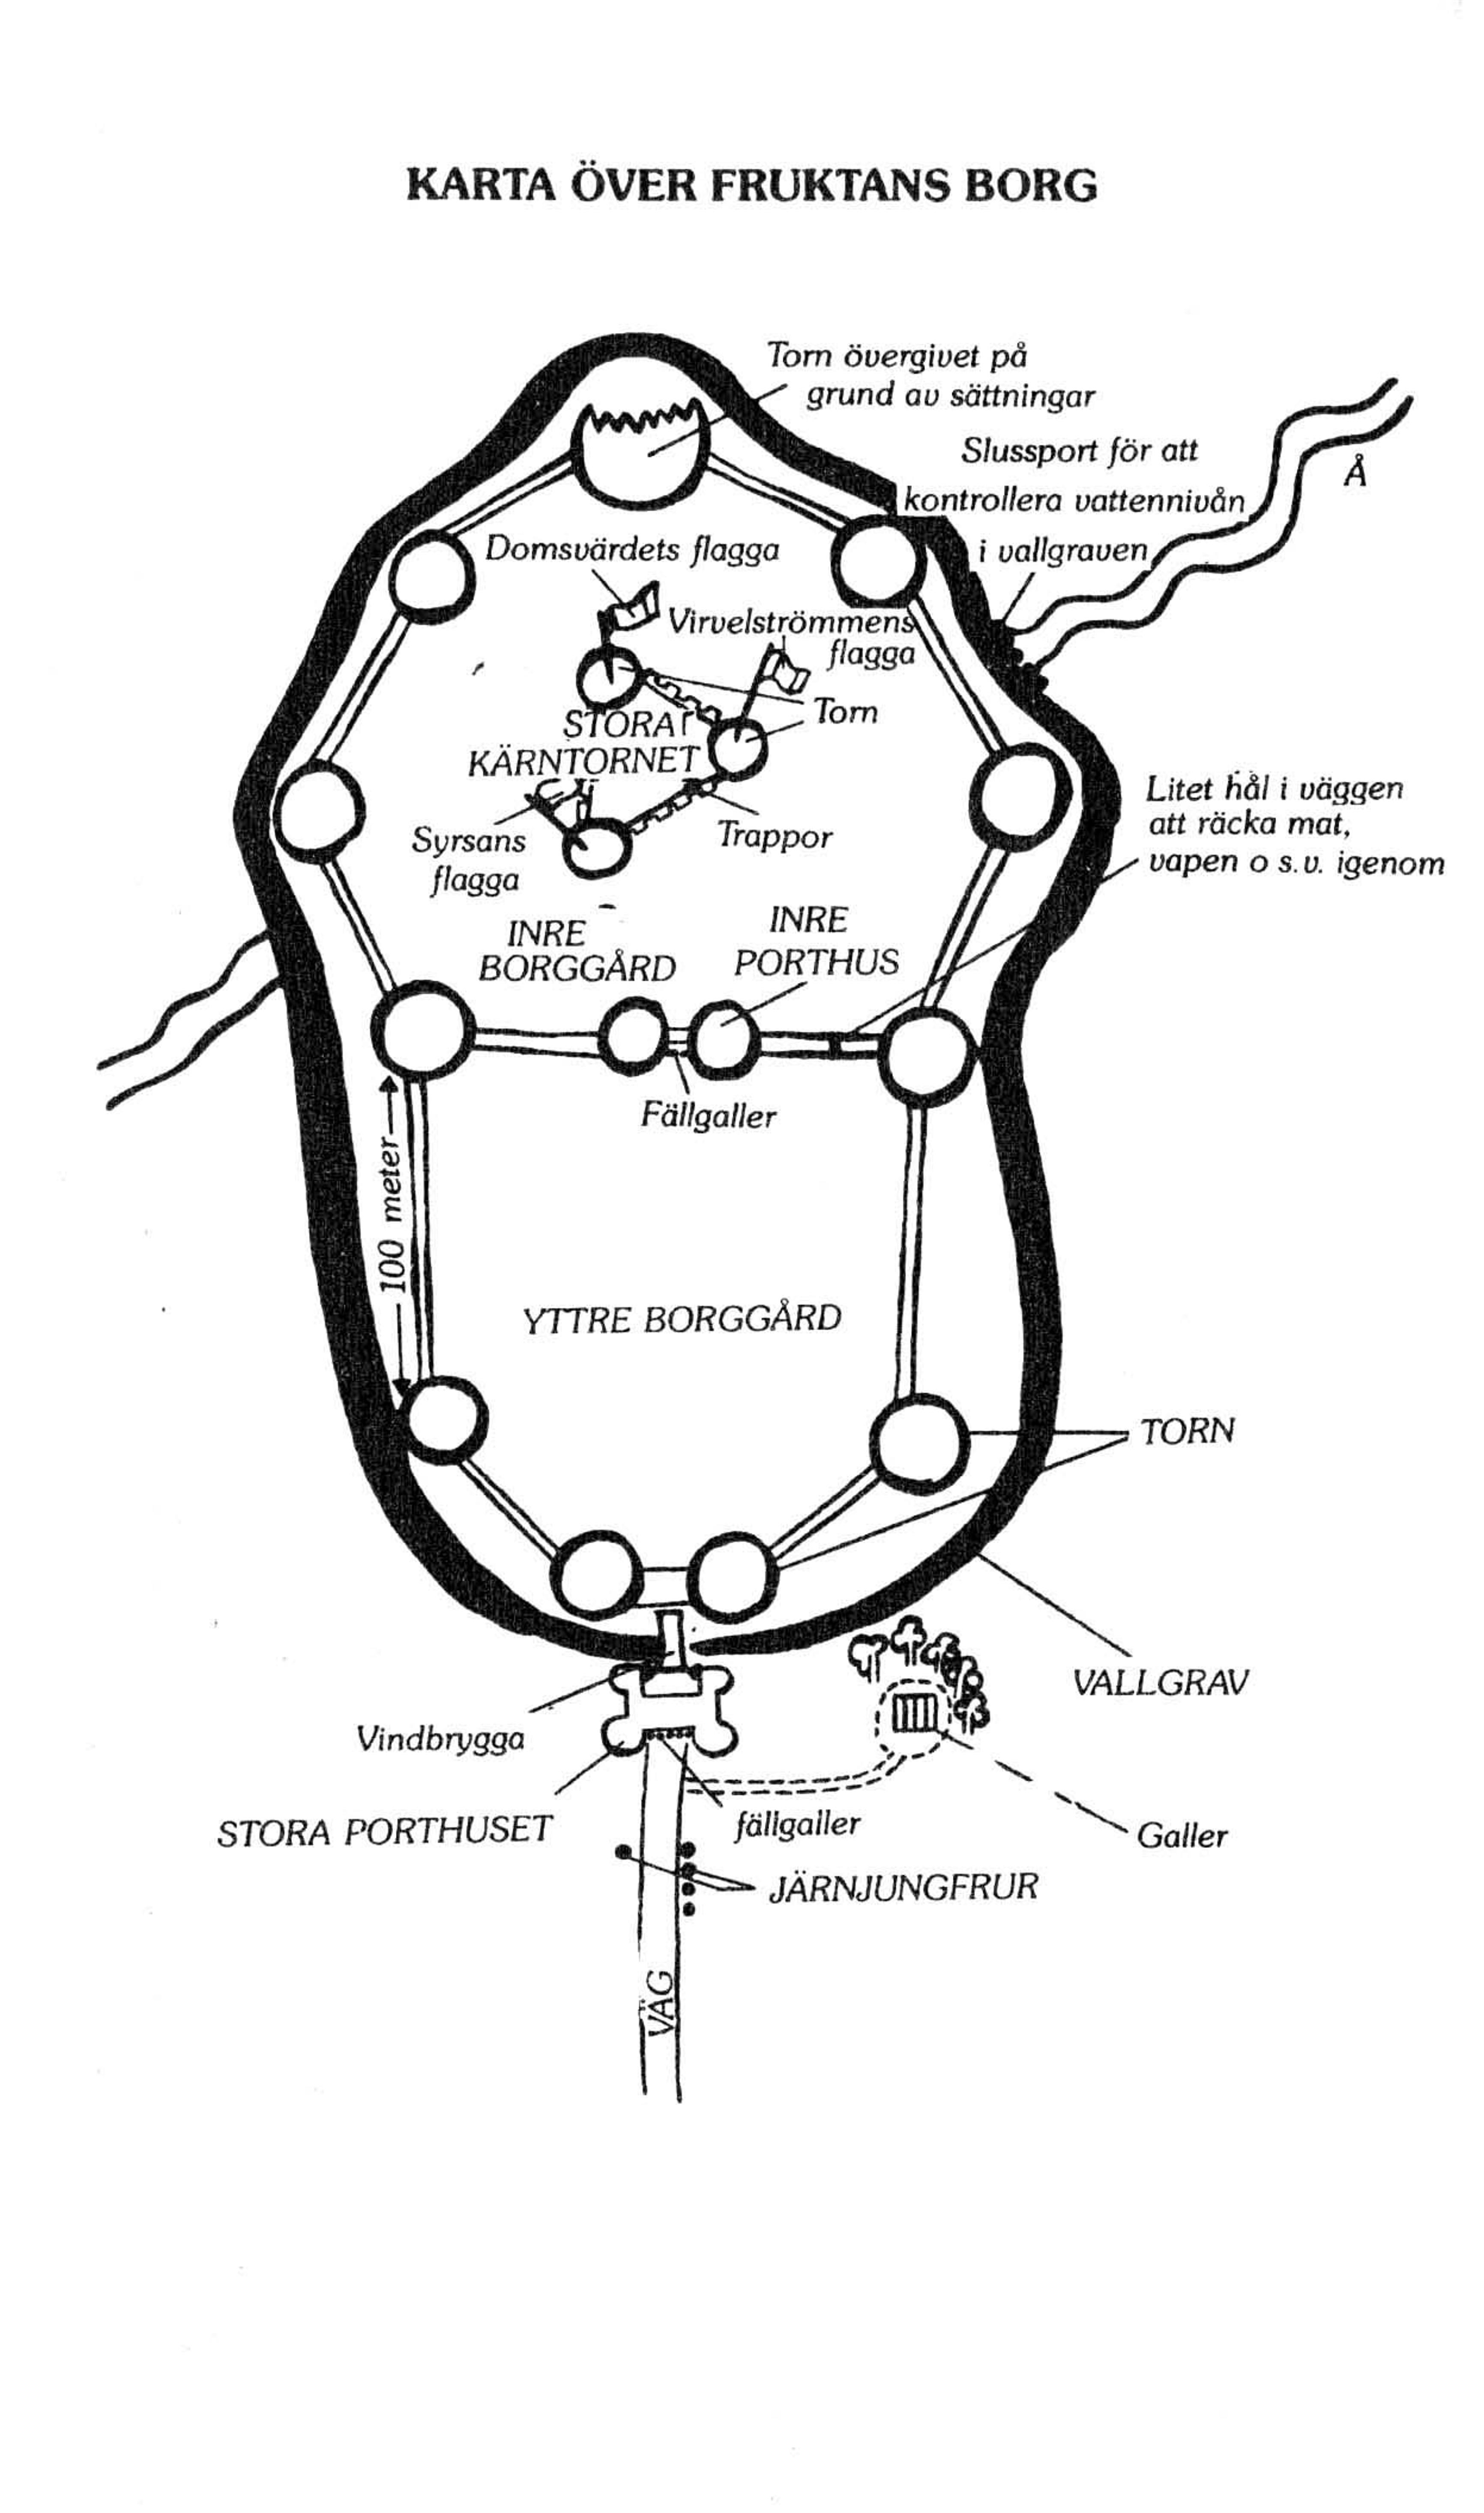 KARTA ÖVER FRUKTANS BORG
Torn övergivet på
grund av sättningar
Slussport för att
kontrollera vattennivån
i vallgraven
Å
Domsvärdets flagga
Virvelströmmens
flagga
Torn
STORA
KÄRNTORNET
Litet hål i väggen
att räcka mat,
vapen o s.v. igenom
Syrsans
flagga
Trappor
INRE
BORGGÅRD
INRE
PORTHUS
Fällgaller
100 meter
YTTRE BORGGÅRD
TORN
VALLGRAV
Vindbrygga
STORA PORTHUSET
fällgaller
Galler
JÄRNJUNGFRUR
VÄG